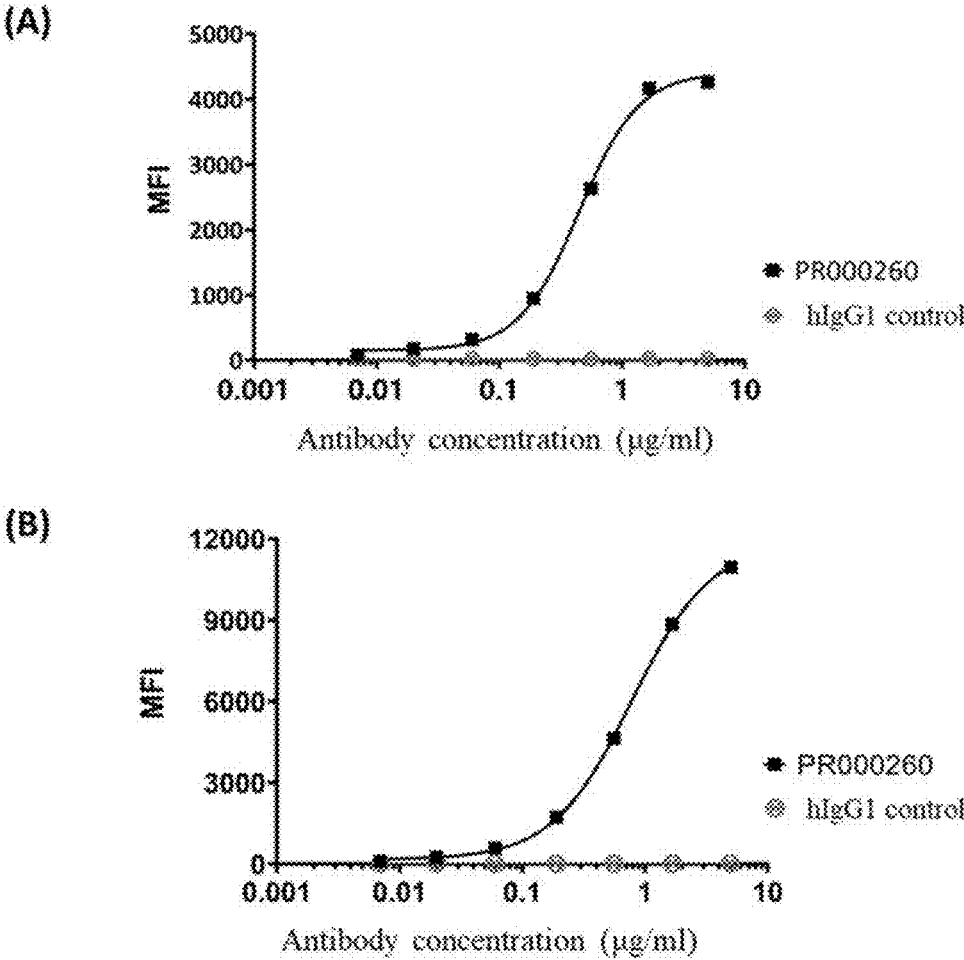 (A)
5000
4000
3000
2000
1000
0
MFI
0.001 0.01 0.1 1 10
Antibody concentration (μg/ml)
PR000260
hIgG1 control
(B)
12000
9000
6000
3000
0
MFI
0.001 0.01 0.1 1 10
Antibody concentration (μg/ml)
PR000260
hIgG1 control